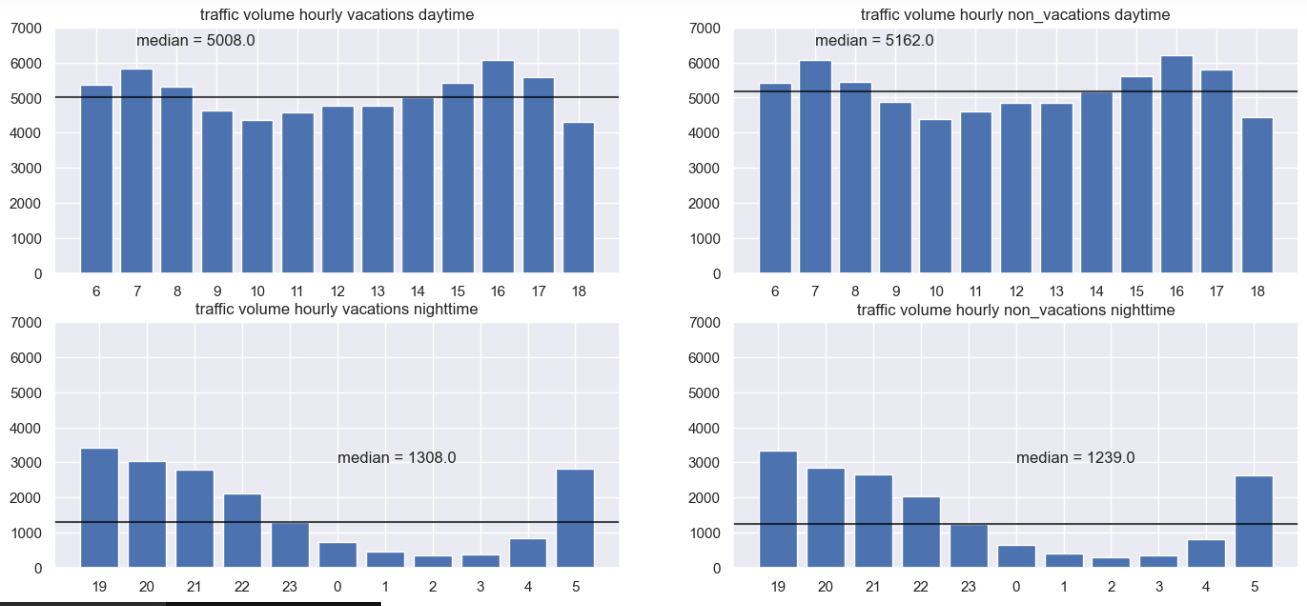 traffic volume hourly vacations daytime
7000
median = 5008.0
6000
5000
4000
3000
2000
1000
0
6 7 8 9 10 11 12 13 14 15 16 17 18
traffic volume hourly non_vacations daytime
7000
median = 5162.0
6000
5000
4000
3000
2000
1000
0
6 7 8 9 10 11 12 13 14 15 16 17 18
traffic volume hourly vacations nighttime
7000
6000
5000
4000
3000
median = 1308.0
2000
1000
0
19 20 21 22 23 0 1 2 3 4 5
traffic volume hourly non_vacations nighttime
7000
6000
5000
4000
3000
median = 1239.0
2000
1000
0
19 20 21 22 23 0 1 2 3 4 5